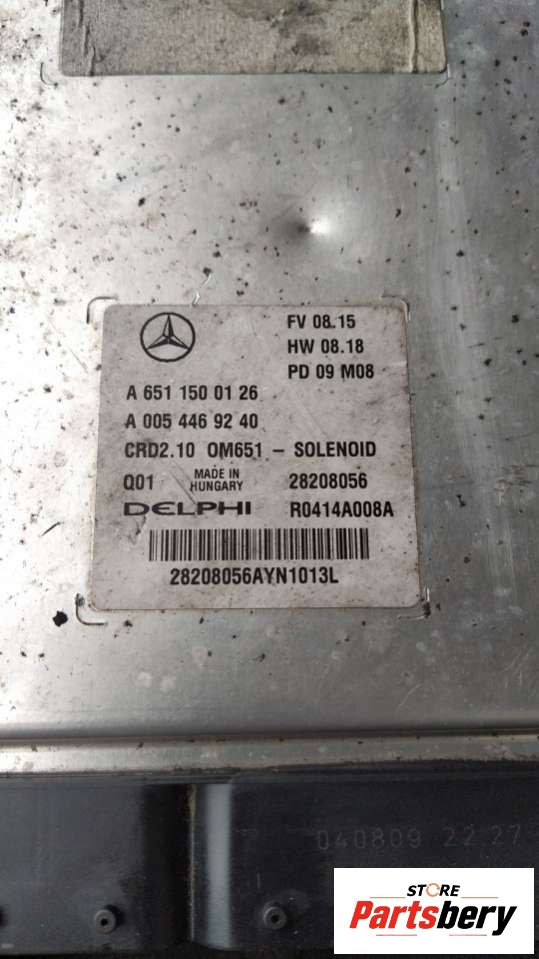 FV 08.15
HW 08.18
PD 09 M08
A 651 150 01 26
A 005 446 92 40
CRD2.10 OM651 - SOLENOID
Q01 MADE IN HUNGARY 28208056
DELPHI R0414A008A
28208056AYN1013L
040809 22 27
STORE
Partsbery